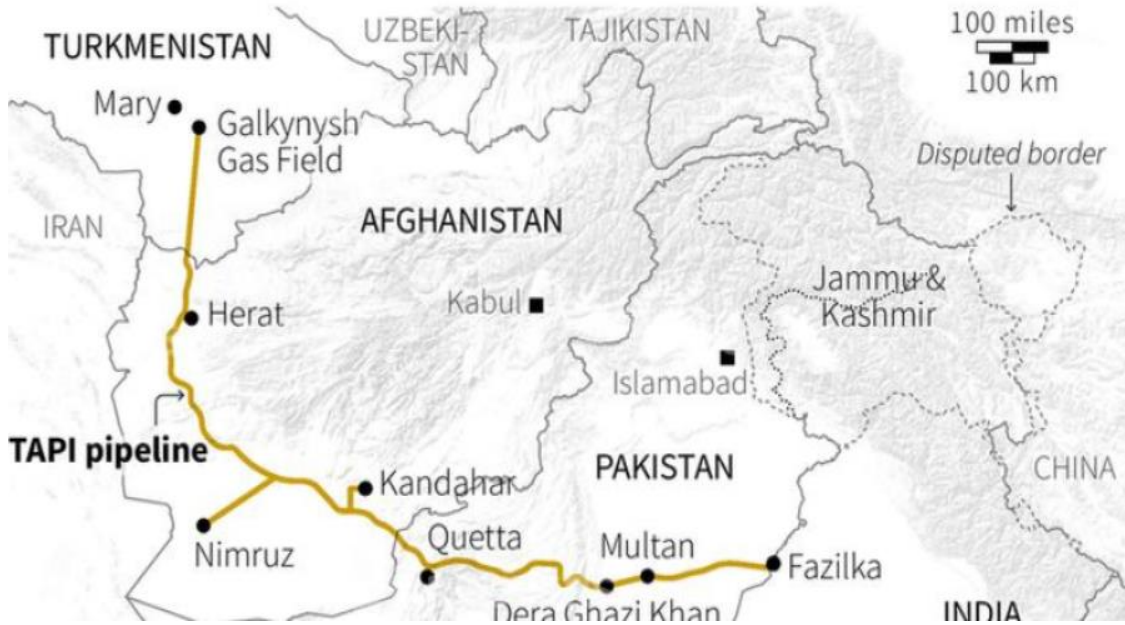 TURKMENISTAN
UZBEKI-
STAN
TAJIKISTAN
100 miles
100 km
Mary
Galkynysh
Gas Field
Disputed border
IRAN
AFGHANISTAN
Jammu &
Kashmir
Kabul
Herat
Islamabad
TAPI pipeline
PAKISTAN
CHINA
Kandahar
Nimruz
Quetta
Multan
Fazilka
Dera Ghazi Khan
INDIA